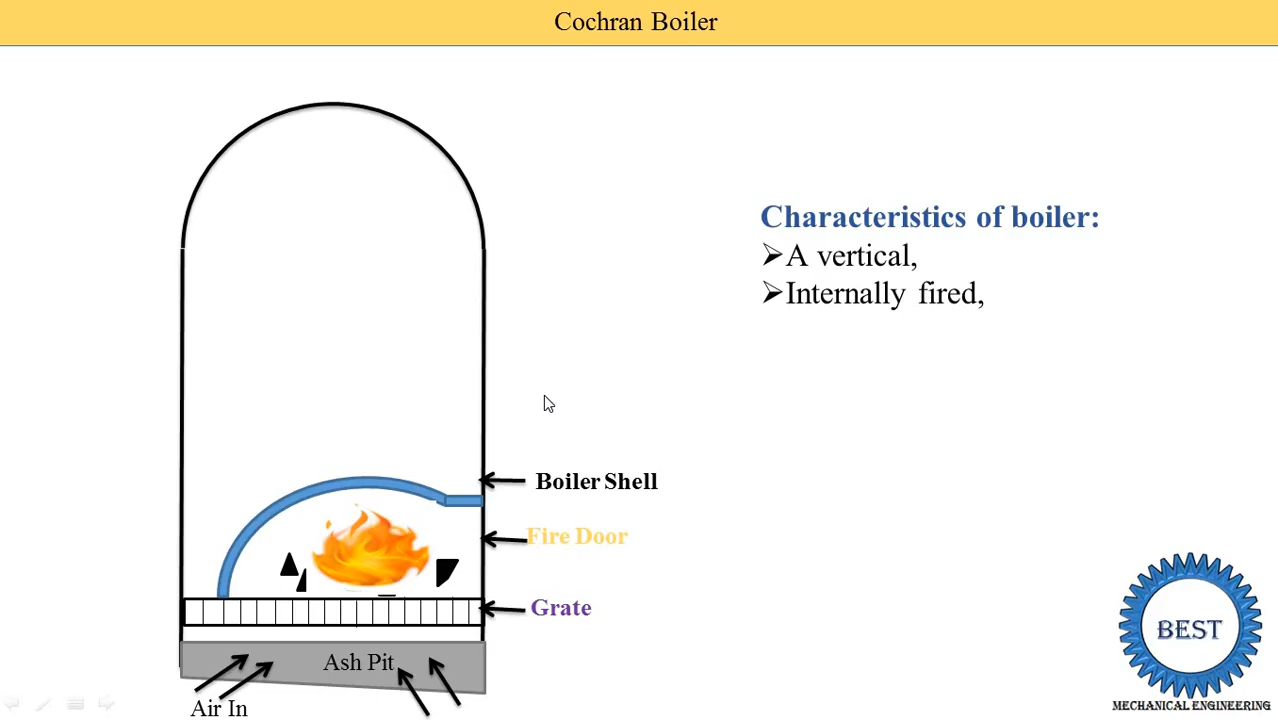 Cochran Boiler
Characteristics of boiler:
➢A vertical,
➢Internally fired,
Boiler Shell
Fire Door
Grate
Ash Pit
Air In
BEST
MECHANICAL ENGINEERING